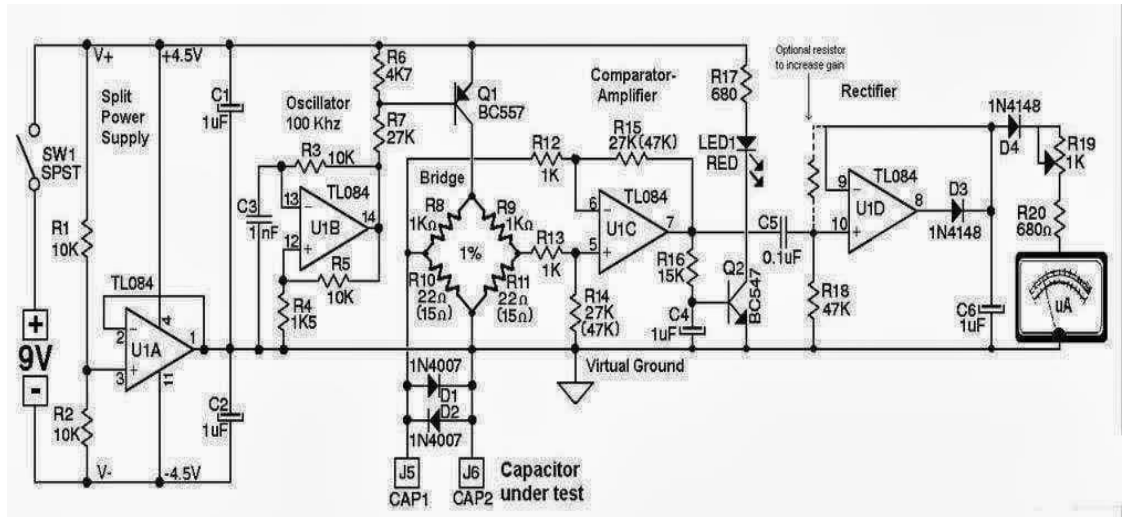 V+
+4.5V
Split
Power
Supply
C1
1uF
SW1
SPST
R1
10K
TL084
2
3
4
11
1
U1A
9V
+
-
R2
10K
C2
1uF
V-
-4.5V
Oscillator
100 Khz
R3
10K
C3
1nF
13
12
14
TL084
U1B
R5
10K
R4
1K5
R6
4K7
R7
27K
Q1
BC557
Bridge
R8
1KΩ
R9
1KΩ
1%
R10
22Ω
(15Ω)
R11
22Ω
(15Ω)
1N4007
D1
D2
1N4007
J5
J6
CAP1
CAP2
Capacitor
under test
Comparator-
Amplifier
R12
1K
R15
27K(47K)
TL084
6
5
7
U1C
R13
1K
R14
27K
(47K)
R16
15K
C4
1uF
Virtual Ground
R17
680
LED1
RED
Q2
BC547
Optional resistor
to increase gain
C5
0.1uF
R18
47K
Rectifier
TL084
9
10
8
U1D
D3
1N4148
1N4148
D4
R19
1K
R20
680Ω
C6
1uF
uA